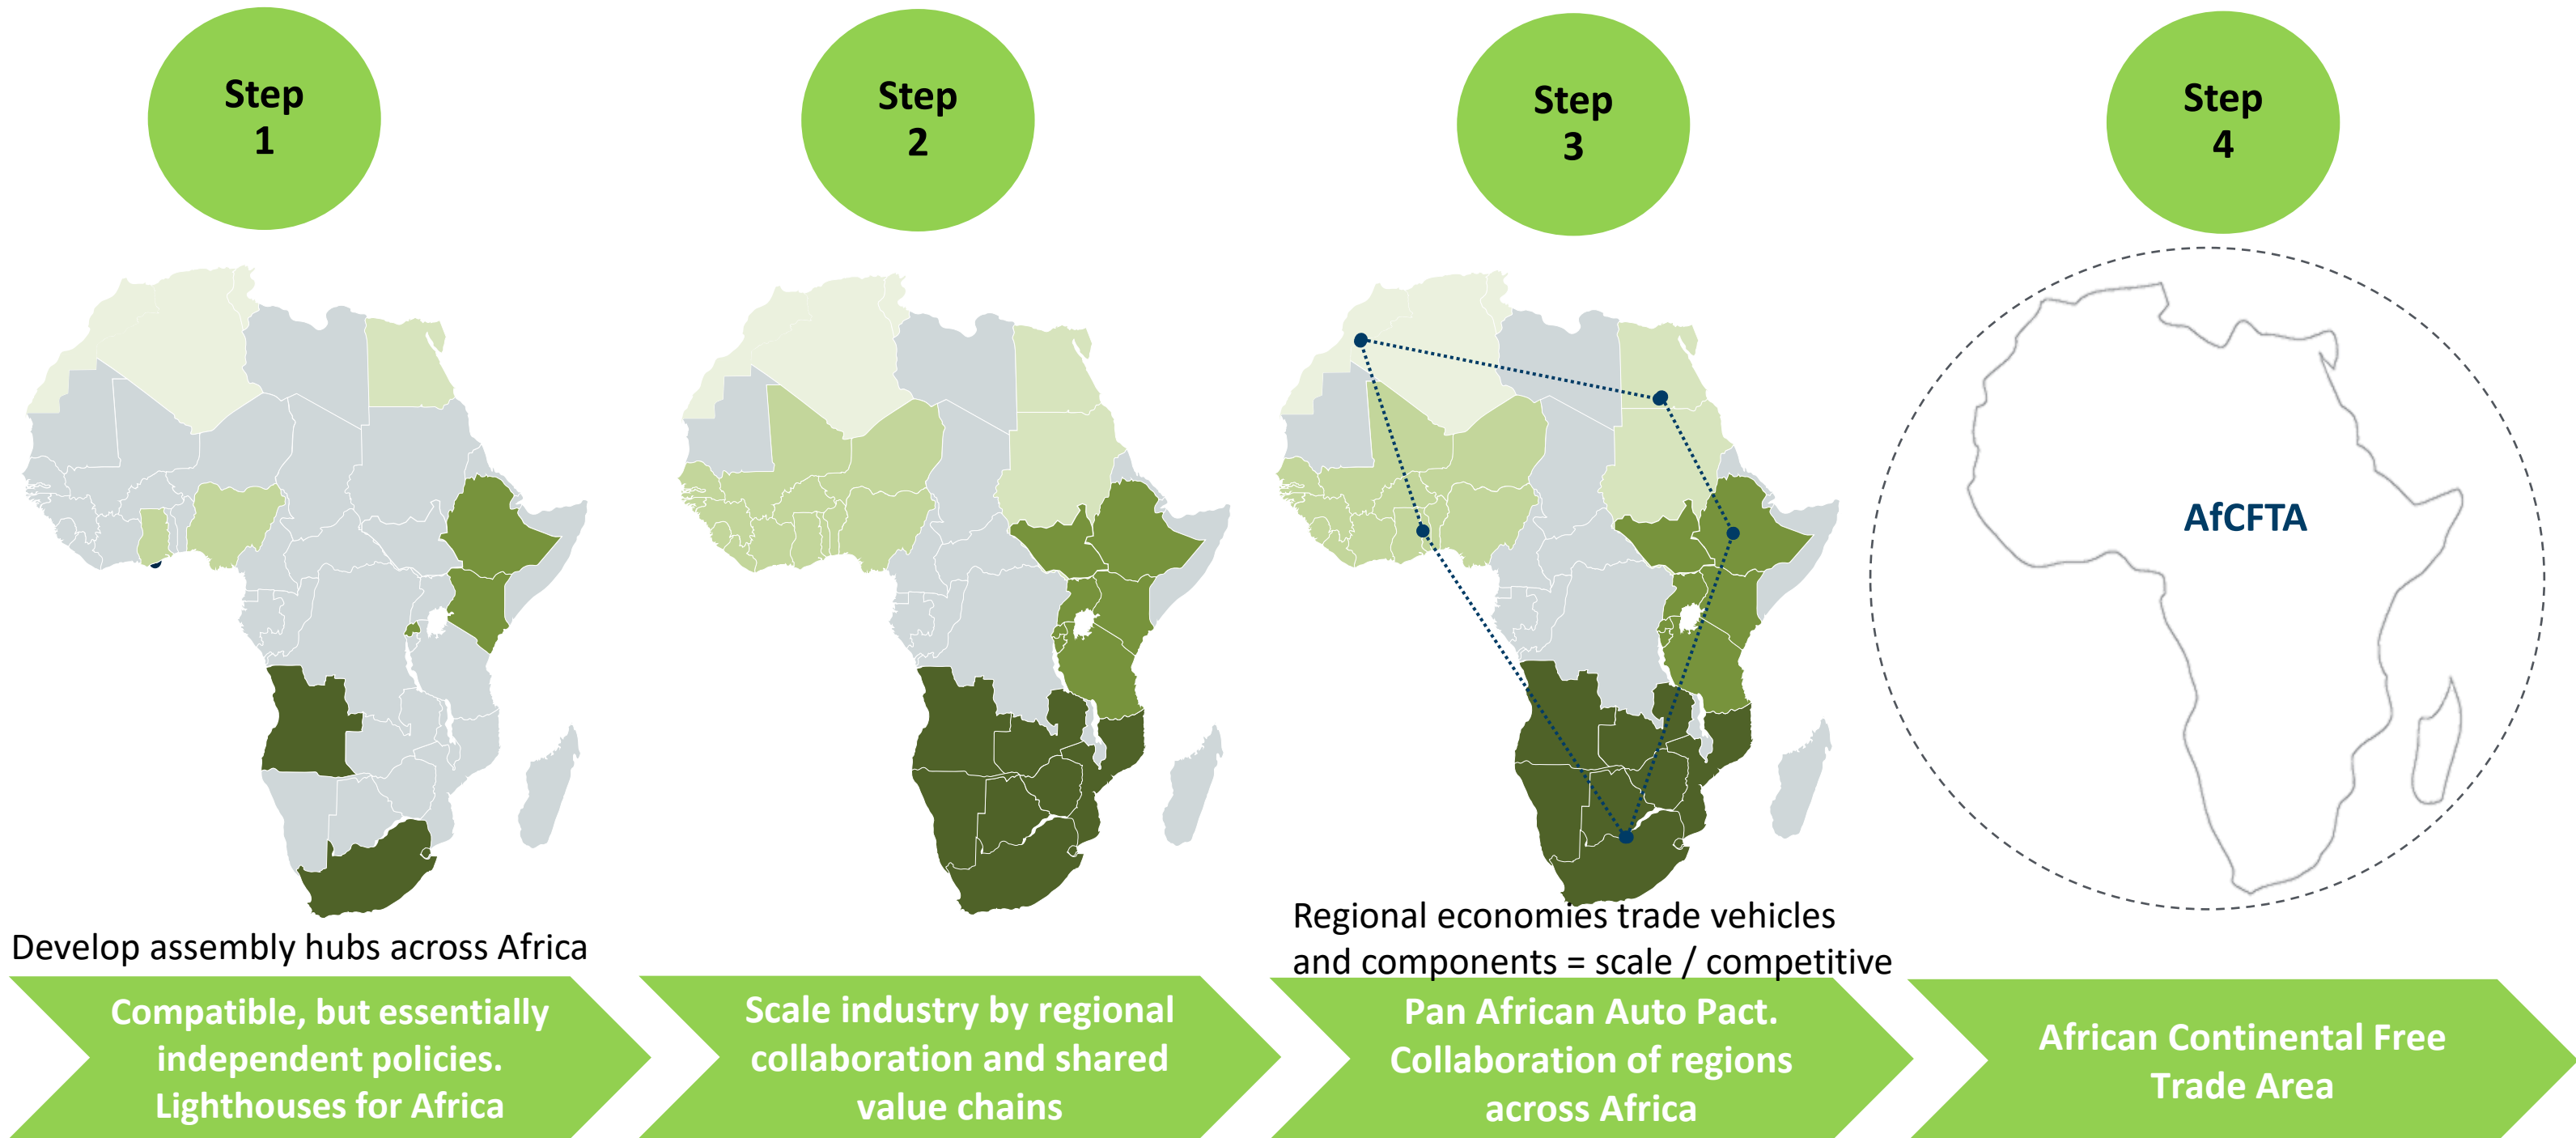 Step
1
Step
2
Step
3
Step
4
AfCFTA
Develop assembly hubs across Africa
Regional economies trade vehicles
and components = scale / competitive
Compatible, but essentially
independent policies.
Lighthouses for Africa
Scale industry by regional
collaboration and shared
value chains
Pan African Auto Pact.
Collaboration of regions
across Africa
African Continental Free
Trade Area